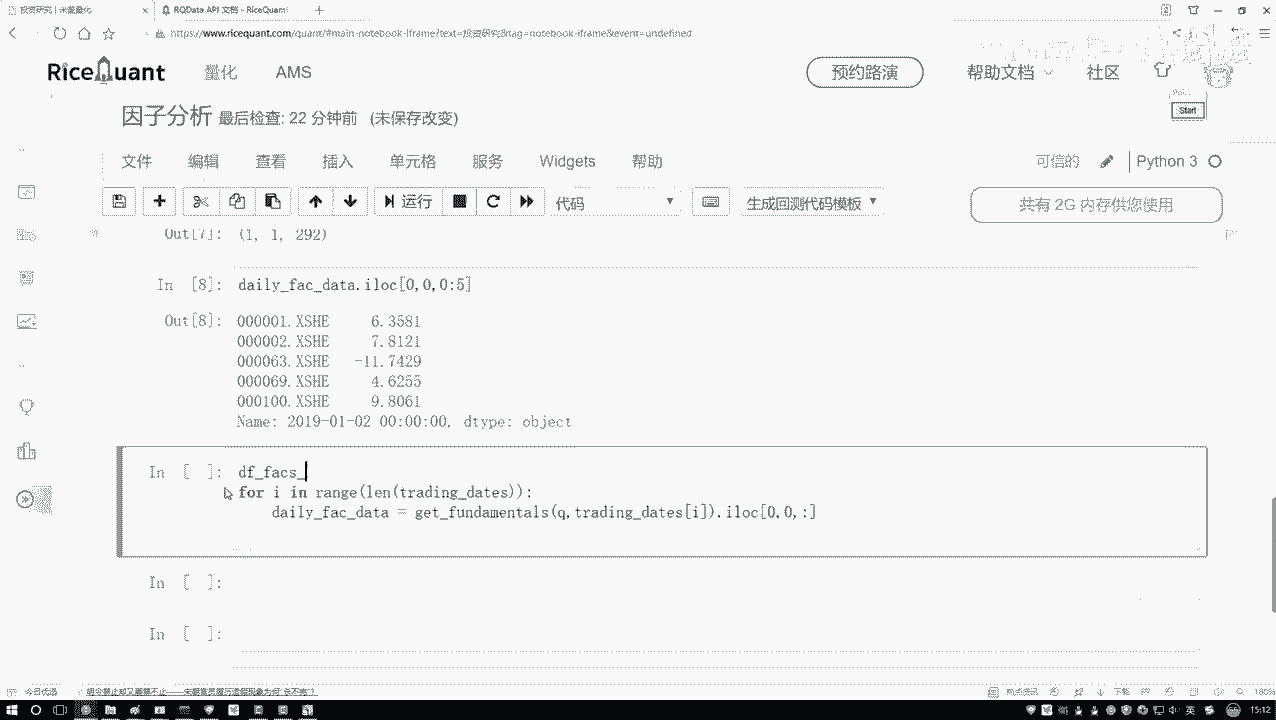 投资研究 | 米筐量化
RQData API 文档 - RiceQuant
https://www.ricequant.com/quant/#main-notebook-iframe?text=投资研究&tag=notebook-iframe&event=undefined
RiceQuant 量化 AMS 预约路演 帮助文档 社区
因子分析 最后检查: 22 分钟前 (未保存改变)
Start
文件 编辑 查看 插入 单元格 服务 Widgets 帮助 可信的 Python 3
运行 代码 生成回测代码模板 共有 2G 内存供您使用
Out[7]: (1, 1, 292)
In [8]: daily_fac_data.iloc[0,0,0:5]
Out[8]: 000001.XSHE 6.3581
000002.XSHE 7.8121
000063.XSHE -11.7429
000069.XSHE 4.6255
000100.XSHE 9.8061
Name: 2019-01-02 00:00:00, dtype: object
In [ ]: df_facs_
for i in range(len(trading_dates)):
daily_fac_data = get_fundamentals(q,trading_dates[i]).iloc[0,0,:]
In [ ]:
In [ ]:
今日优选
下载 180%
英 15:12